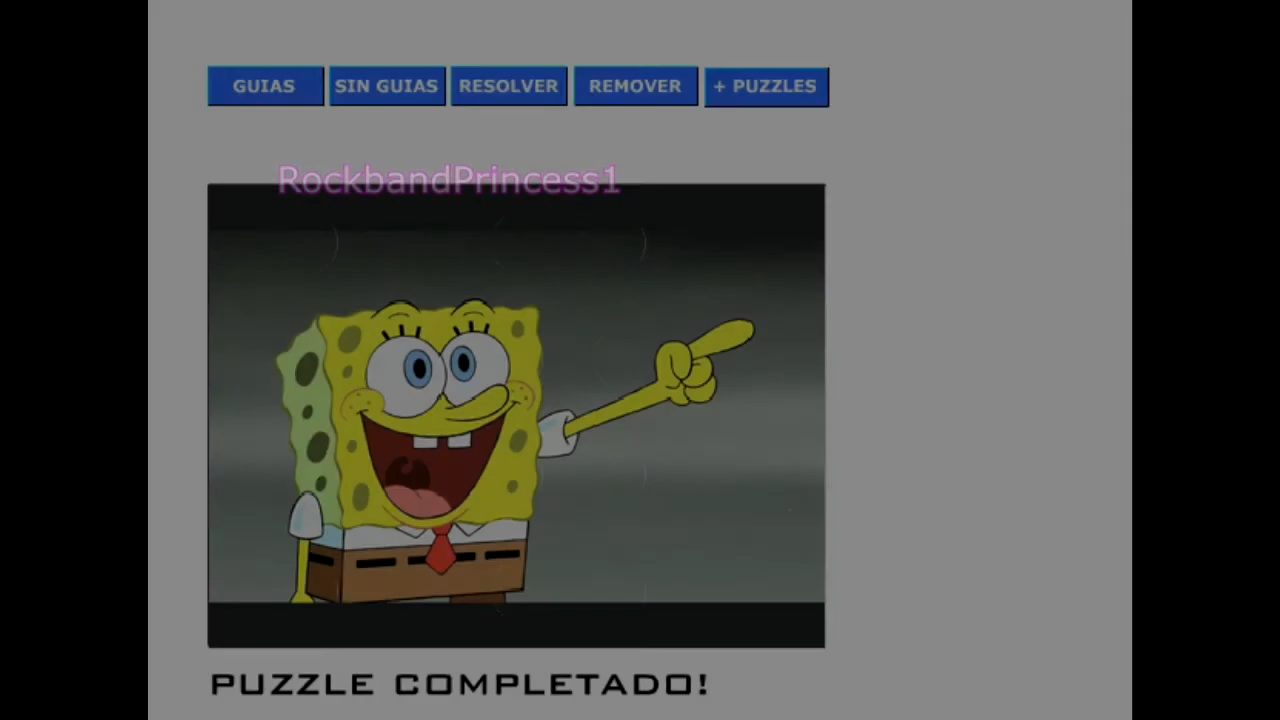 GUIAS SIN GUIAS RESOLVER REMOVER + PUZZLES
RockbandPrincess1
PUZZLE COMPLETADO!